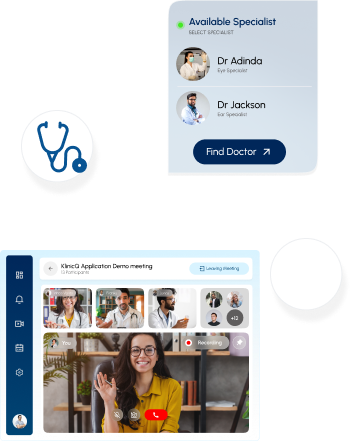 Available Specialist
SELECT SPECIALIST
Dr Adinda
Eye Specialist
Dr Jackson
Ear Specialist
Find Doctor
KlinicQ Application Demo meeting
13 Participants
Leaving Meeting
+12
You
Recording